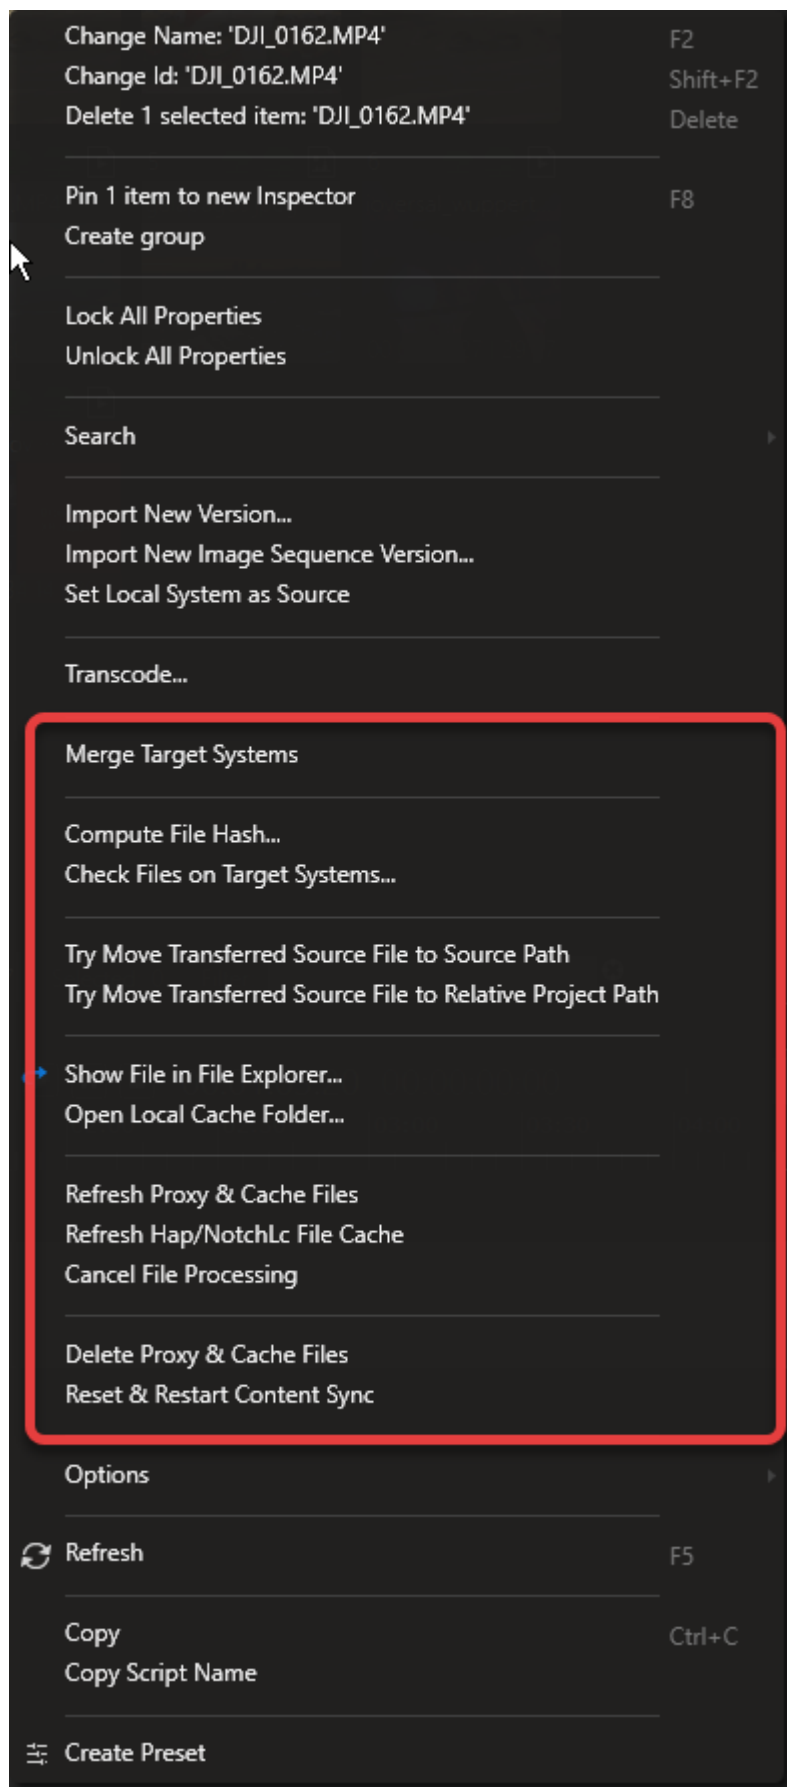 Change Name: 'DJI_0162.MP4' F2
Change Id: 'DJI_0162.MP4' Shift+F2
Delete 1 selected item: 'DJI_0162.MP4' Delete
Pin 1 item to new Inspector F8
Create group
Lock All Properties
Unlock All Properties
Search
Import New Version...
Import New Image Sequence Version...
Set Local System as Source
Transcode...
Merge Target Systems
Compute File Hash...
Check Files on Target Systems...
Try Move Transferred Source File to Source Path
Try Move Transferred Source File to Relative Project Path
Show File in File Explorer...
Open Local Cache Folder...
Refresh Proxy & Cache Files
Refresh Hap/NotchLc File Cache
Cancel File Processing
Delete Proxy & Cache Files
Reset & Restart Content Sync
Options
Refresh F5
Copy Ctrl+C
Copy Script Name
Create Preset